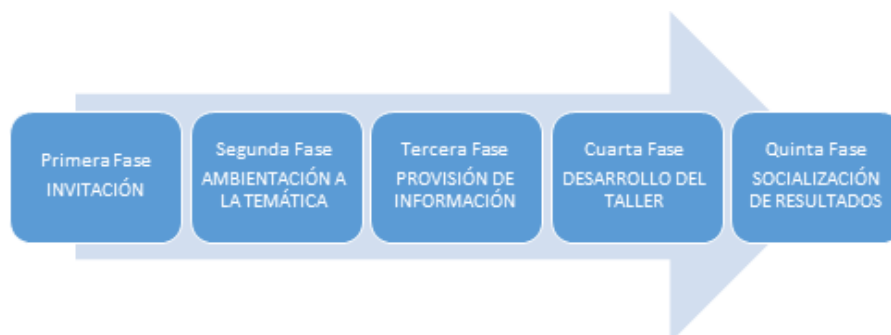 Primera Fase
INVITACIÓN
Segunda Fase
AMBIENTACIÓN A
LA TEMÁTICA
Tercera Fase
PROVISIÓN DE
INFORMACIÓN
Cuarta Fase
DESARROLLO DEL
TALLER
Quinta Fase
SOCIALIZACIÓN
DE RESULTADOS